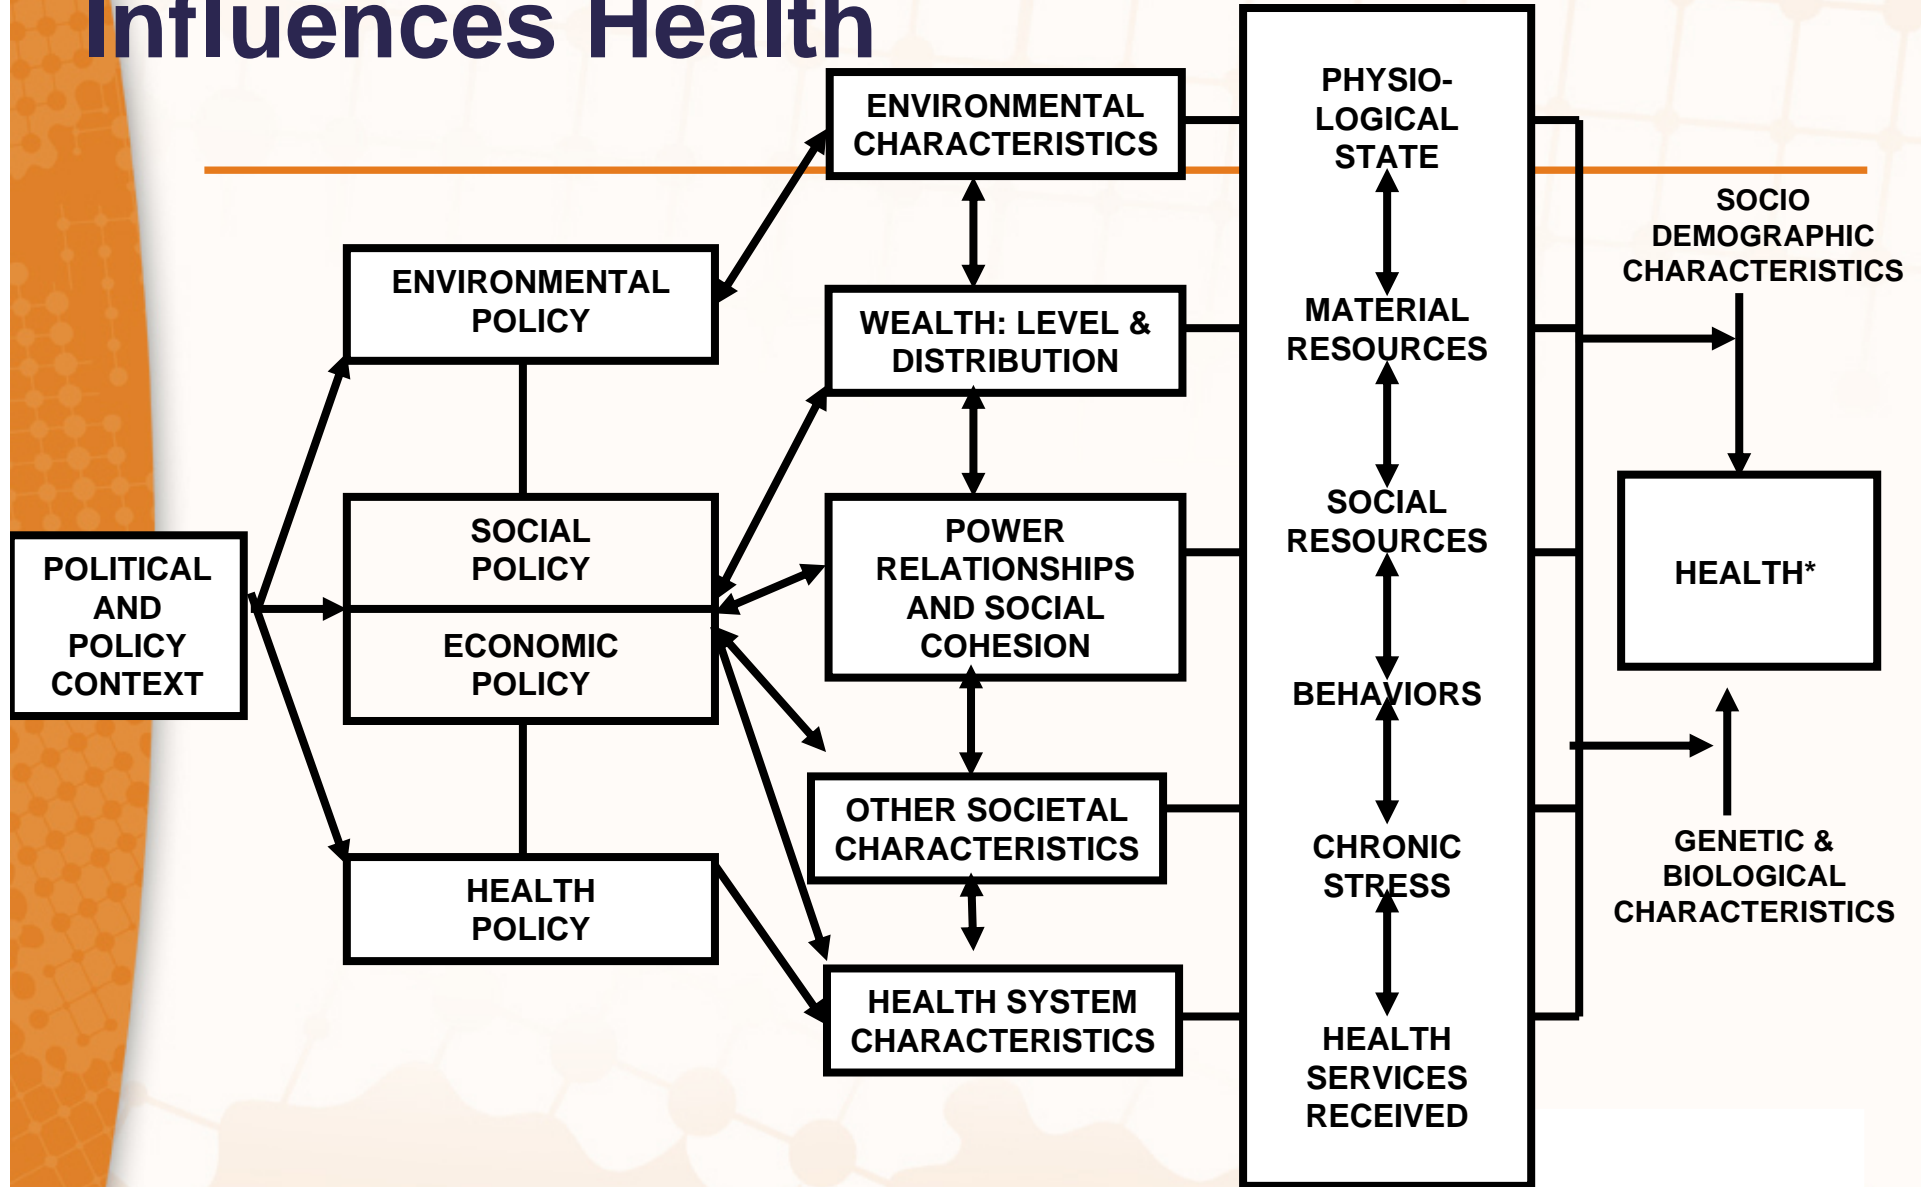 Influences Health
POLITICAL
AND
POLICY
CONTEXT
ENVIRONMENTAL
POLICY
SOCIAL
POLICY
ECONOMIC
POLICY
HEALTH
POLICY
ENVIRONMENTAL
CHARACTERISTICS
WEALTH: LEVEL &
DISTRIBUTION
POWER
RELATIONSHIPS
AND SOCIAL
COHESION
OTHER SOCIETAL
CHARACTERISTICS
HEALTH SYSTEM
CHARACTERISTICS
PHYSIO-
LOGICAL
STATE
MATERIAL
RESOURCES
SOCIAL
RESOURCES
BEHAVIORS
CHRONIC
STRESS
HEALTH
SERVICES
RECEIVED
SOCIO
DEMOGRAPHIC
CHARACTERISTICS
HEALTH*
GENETIC &
BIOLOGICAL
CHARACTERISTICS